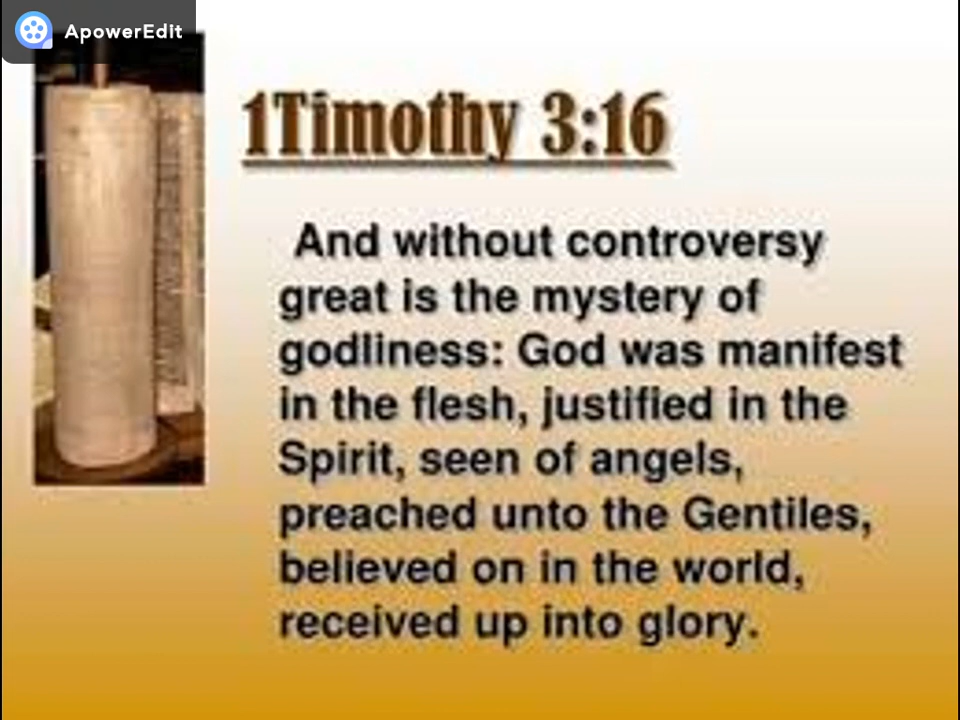 ApowerEdit
1Timothy 3:16
And without controversy
great is the mystery of
godliness: God was manifest
in the flesh, justified in the
Spirit, seen of angels,
preached unto the Gentiles,
believed on in the world,
received up into glory.